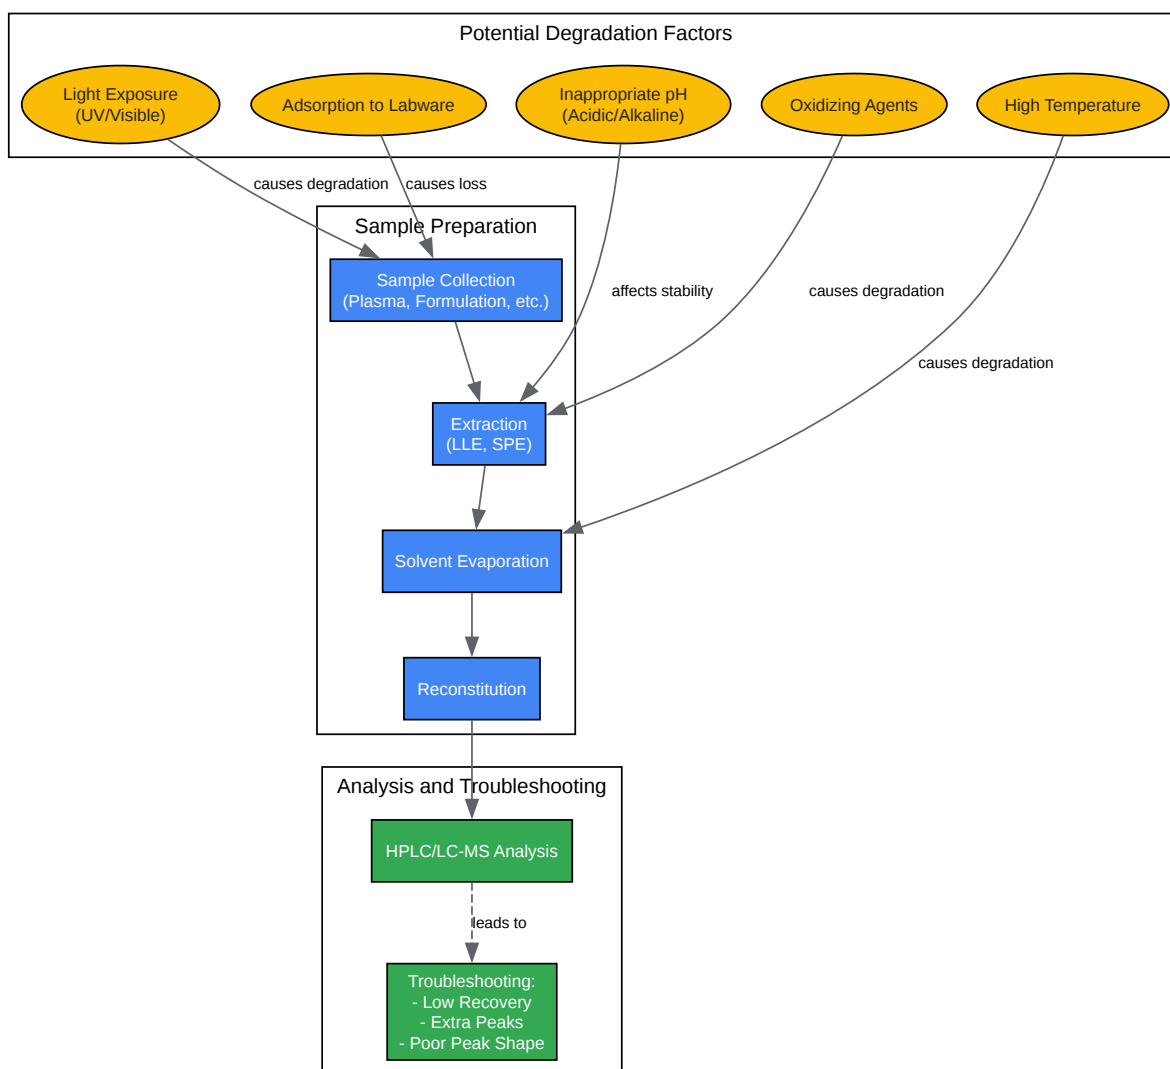 Potential Degradation Factors
Light Exposure
(UV/Visible)
Adsorption to Labware
Inappropriate pH
(Acidic/Alkaline)
Oxidizing Agents
High Temperature
causes degradation
causes loss
Sample Preparation
Sample Collection
(Plasma, Formulation, etc.)
affects stability
causes degradation
causes degradation
Extraction
(LLE, SPE)
Solvent Evaporation
Reconstitution
Analysis and Troubleshooting
HPLC/LC-MS Analysis
leads to
Troubleshooting:
- Low Recovery
- Extra Peaks
- Poor Peak Shape